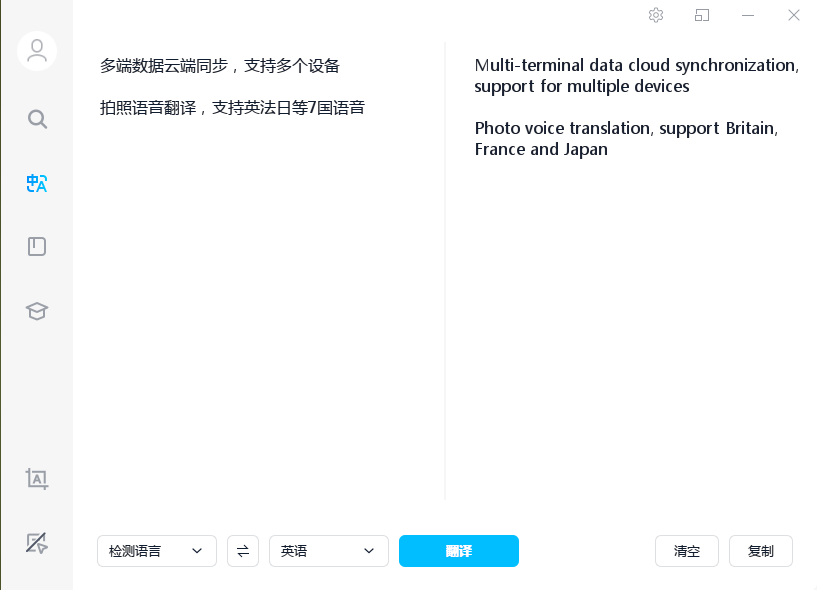 多端数据云端同步，支持多个设备
拍照语音翻译，支持英法日等7国语音
Multi-terminal data cloud synchronization,
support for multiple devices
Photo voice translation, support Britain,
France and Japan
检测语言
英语
翻译
清空
复制